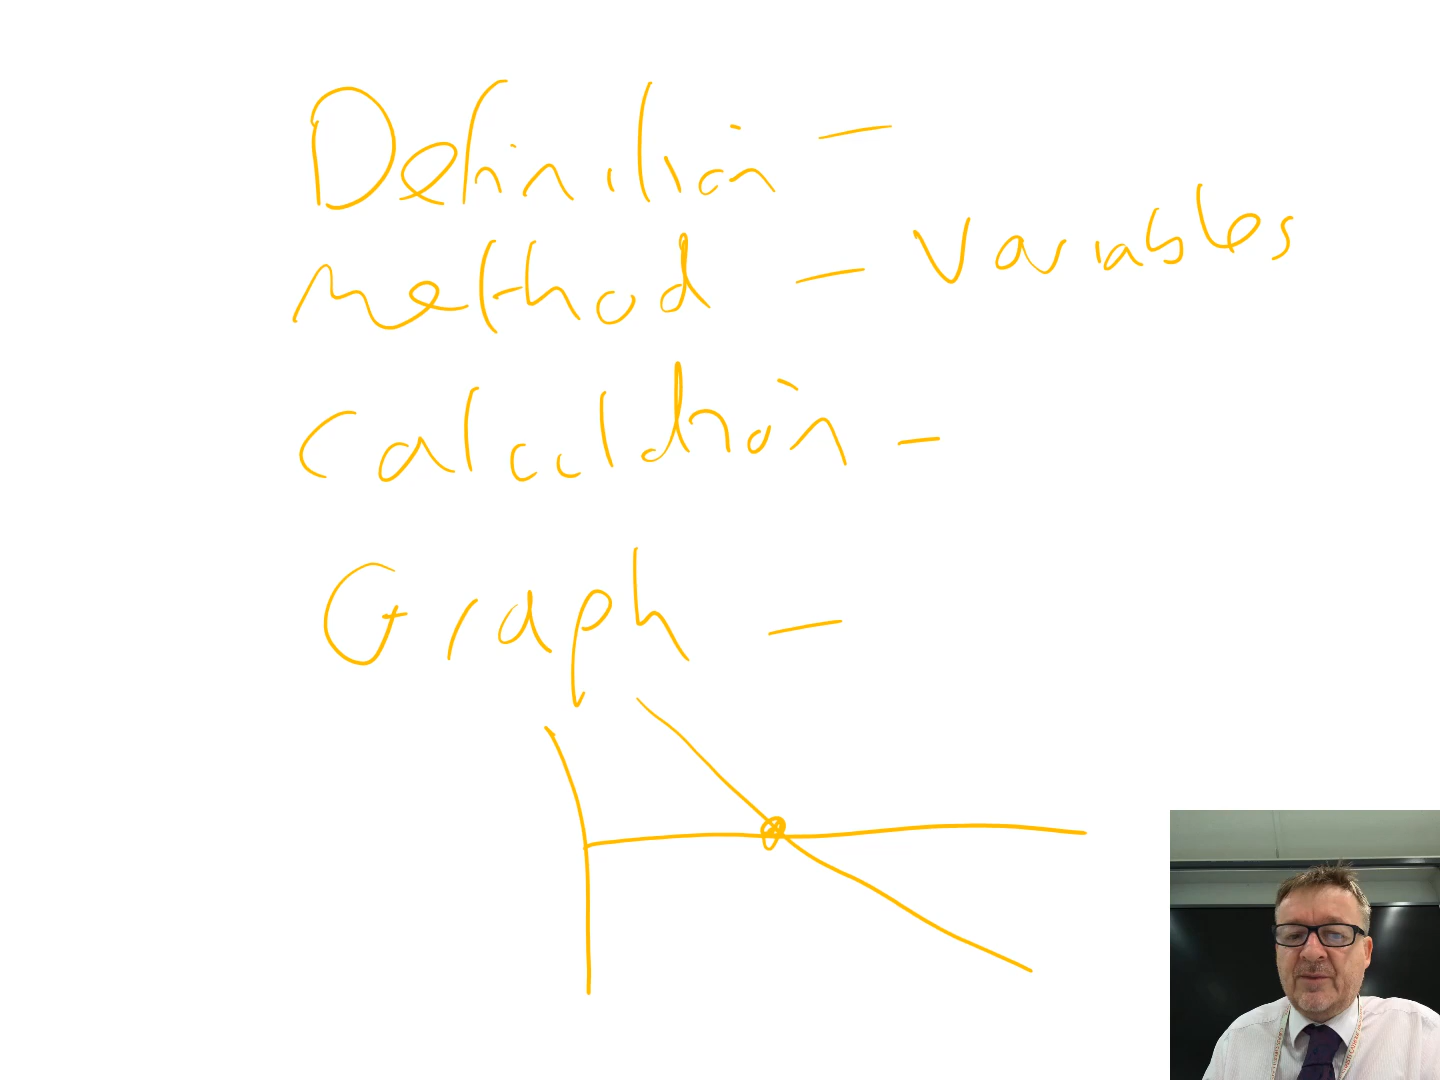 Definition -
method - variables
Calculation -
Graph -